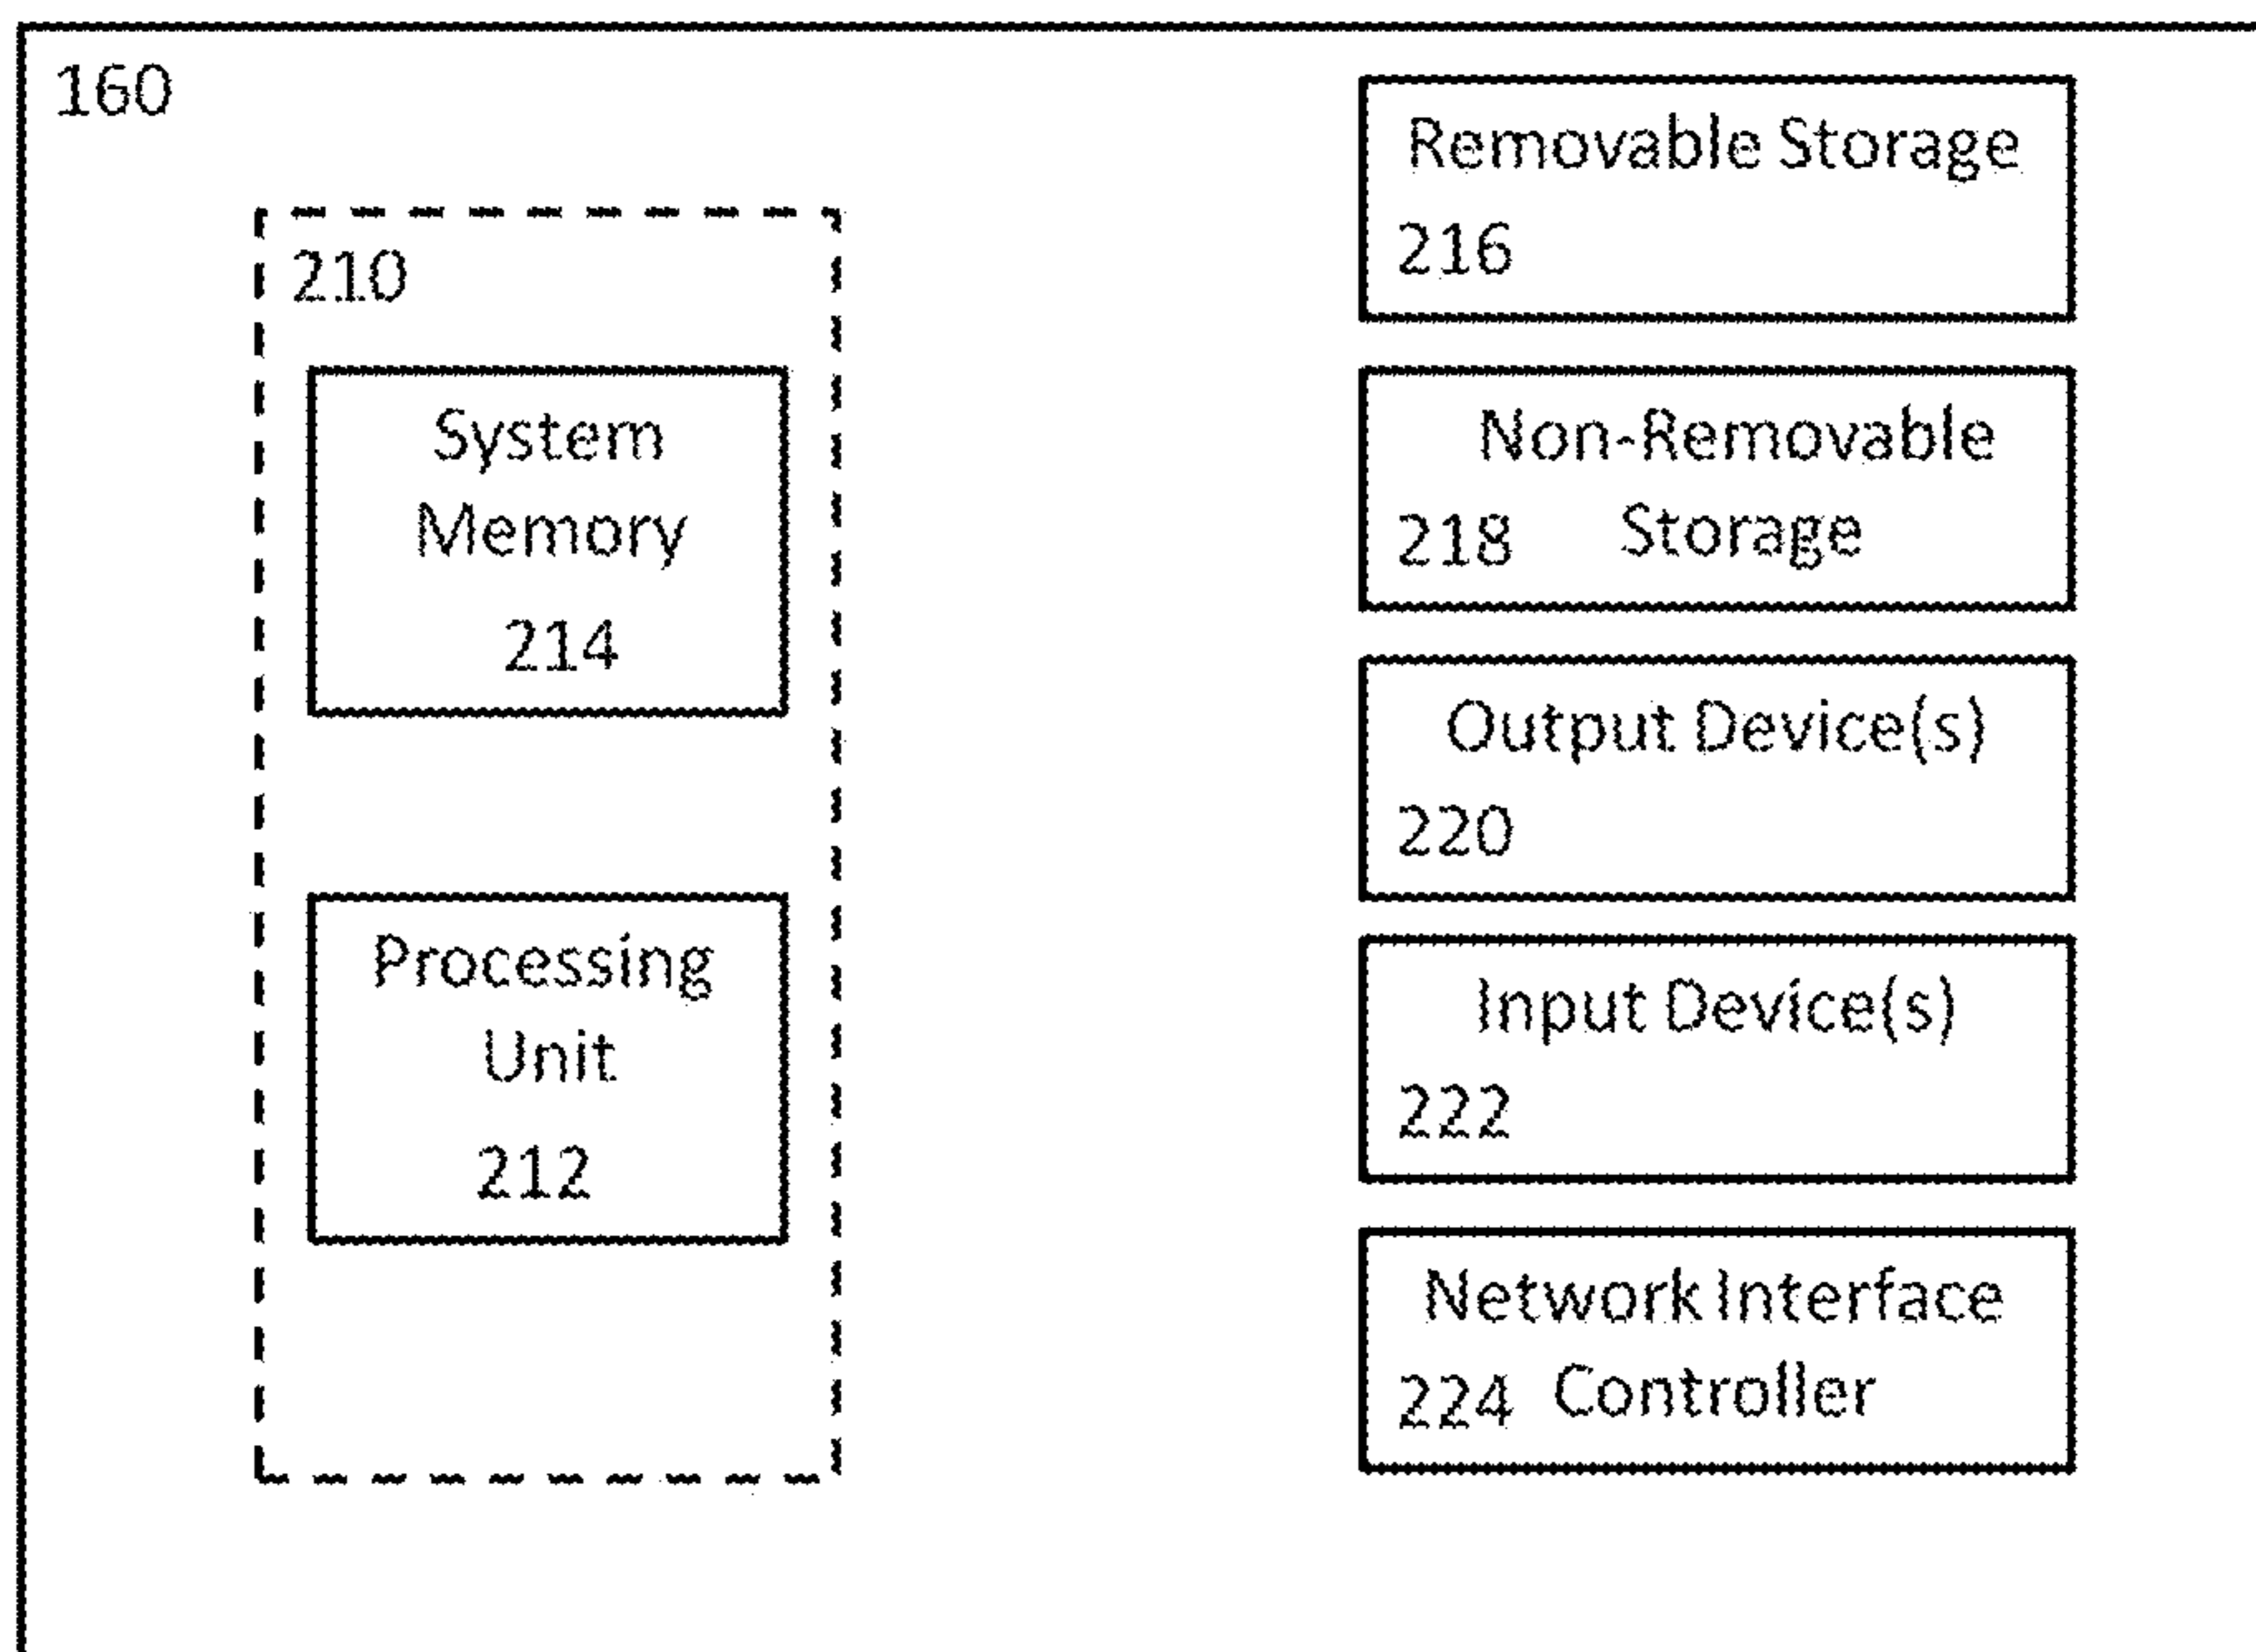 160
210
System
Memory
214
Processing
Unit
212
Removable Storage
216
Non-Removable
218 Storage
Output Device(s)
220
Input Device(s)
222
Network Interface
224 Controller